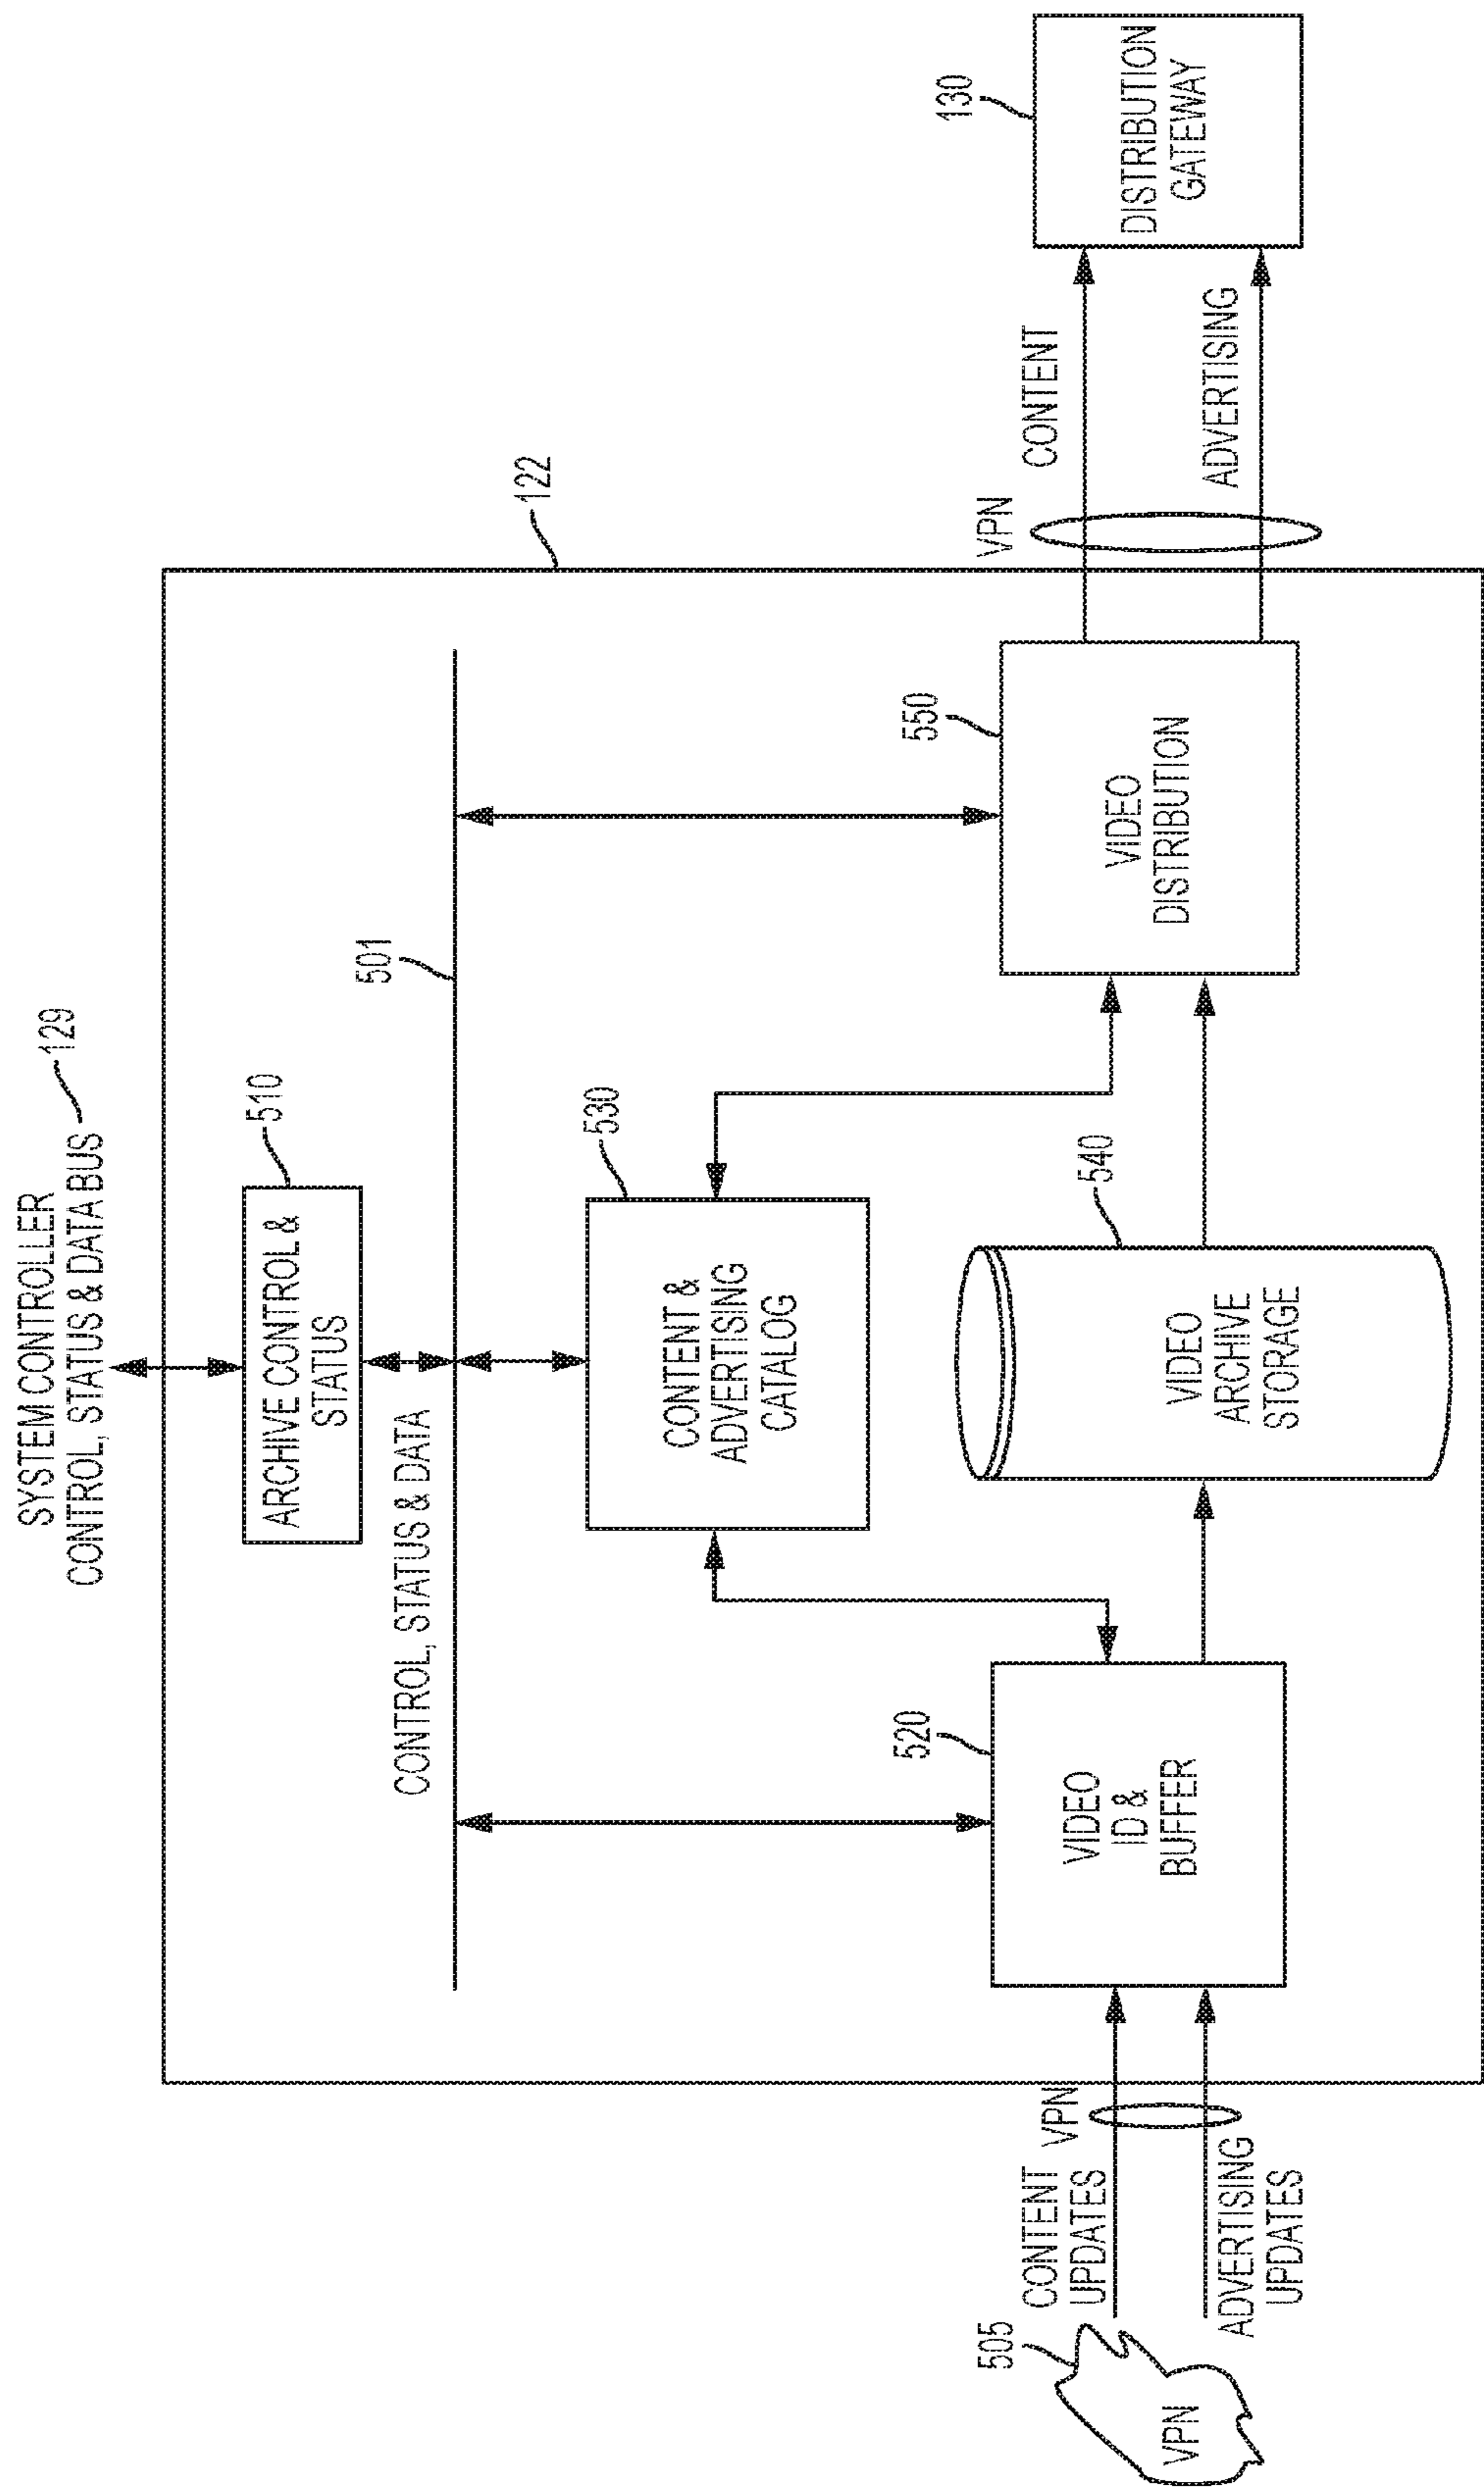 SYSTEM CONTROLLER
CONTROL, STATUS & DATA BUS
129
510
ARCHIVE CONTROL &
STATUS
122
CONTROL, STATUS & DATA
501
530
CONTENT &
ADVERTISING
CATALOG
520
VIDEO
ID &
BUFFER
540
VIDEO
ARCHIVE
STORAGE
550
VIDEO
DISTRIBUTION
505
VPN
CONTENT
UPDATES
VPN
ADVERTISING
UPDATES
VPN
CONTENT
ADVERTISING
130
DISTRIBUTION
GATEWAY